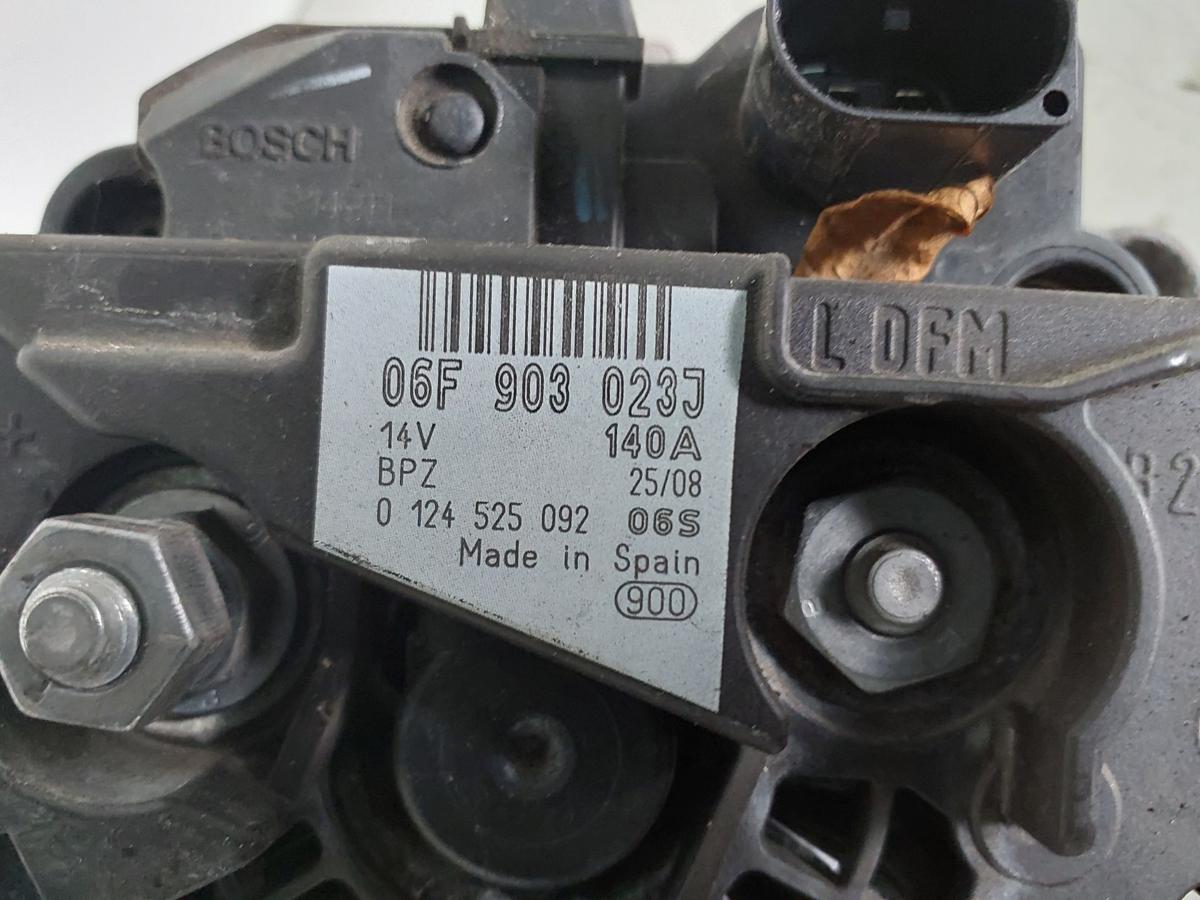 BOSCH
L DFM
06F 903 023J
14V 140A
BPZ 25/08
0 124 525 092 06S
Made in Spain
900
+